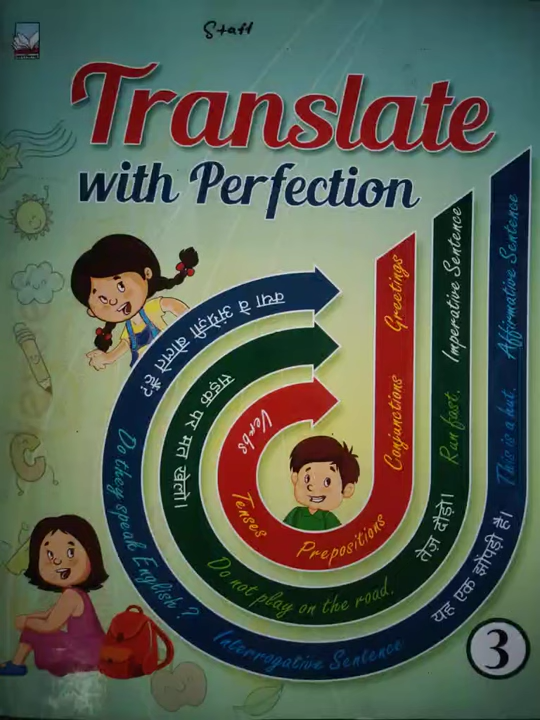 Staff
Translate
with Perfection
क्या वे अंग्रेज़ी बोलते हैं?
Do they speak English ?
Interrogative Sentence
यह एक झोंपड़ी है।
This is a hut.
Affirmative Sentence
सड़क पर मत खेलो।
Do not play on the road.
तेज़ दौड़ो।
Run fast.
Imperative Sentence
Verbs
Tenses
Prepositions
Conjunctions
Greetings
3